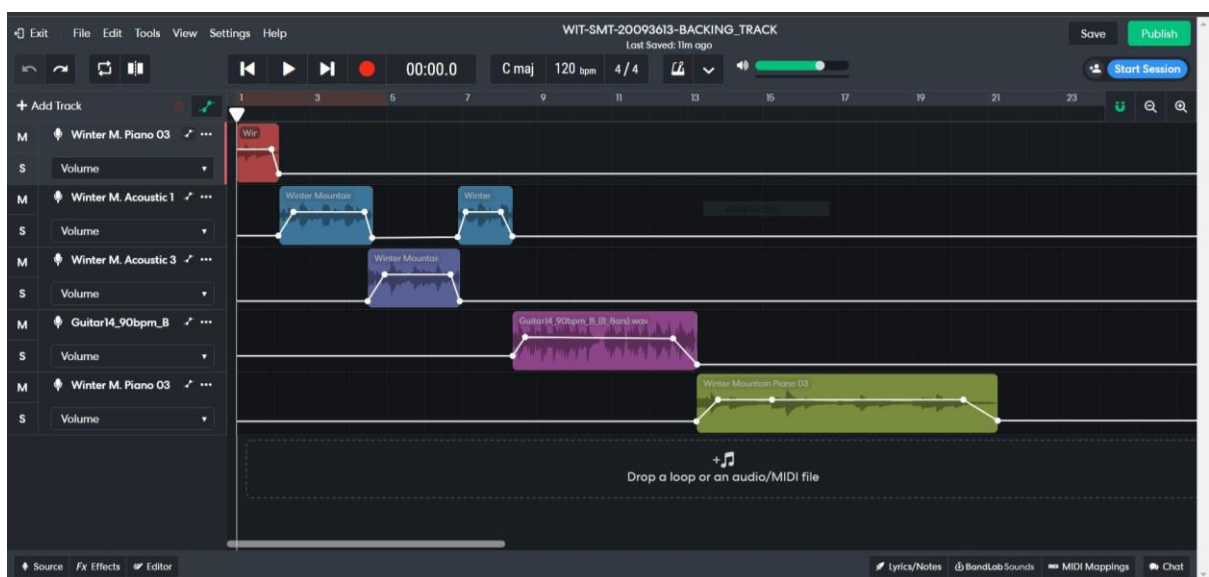 Exit File Edit Tools View Settings Help
WIT-SMT-20093613-BACKING_TRACK
Last Saved: 11m ago
Save Publish
00:00.0 C maj 120 bpm 4/4
Start Session
+ Add Track
1 3 5 7 9 11 13 15 17 19 21 23
M Winter M. Piano 03 ...
Wir
S Volume
M Winter M. Acoustic 1 ...
Winter Mountair Winter
S Volume
M Winter M. Acoustic 3 ...
Winter Mountai
S Volume
M Guitar14_90bpm_B ...
Guitar14_90bpm_B_(8_Bars).wav
S Volume
M Winter M. Piano 03 ...
Winter Mountain Piano 03
S Volume
Drop a loop or an audio/MIDI file
Source Fx Effects Editor
Lyrics/Notes BandLab Sounds MIDI Mappings Chat